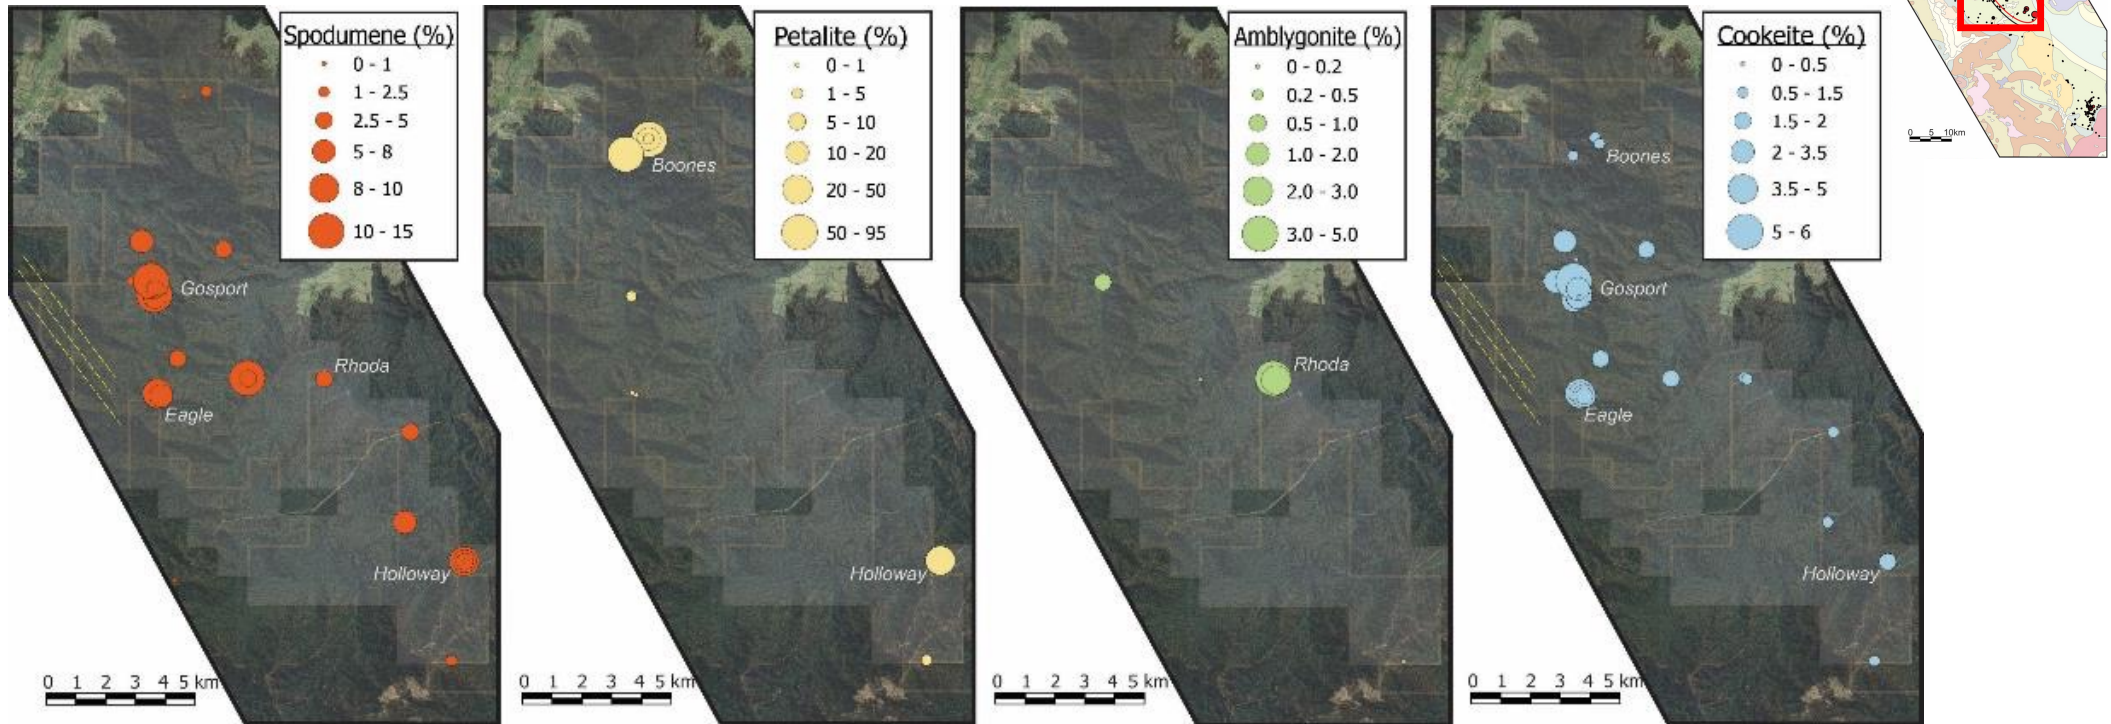 Spodumene (%)
0 - 1
1 - 2.5
2.5 - 5
5 - 8
8 - 10
10 - 15
Gosport
Rhoda
Eagle
Holloway
0 1 2 3 4 5 km
Petalite (%)
0 - 1
1 - 5
5 - 10
10 - 20
20 - 50
50 - 95
Boones
Holloway
0 1 2 3 4 5 km
Amblygonite (%)
0 - 0.2
0.2 - 0.5
0.5 - 1.0
1.0 - 2.0
2.0 - 3.0
3.0 - 5.0
Rhoda
0 1 2 3 4 5 km
Cookeite (%)
0 - 0.5
0.5 - 1.5
1.5 - 2
2 - 3.5
3.5 - 5
5 - 6
Boones
Gosport
Eagle
Holloway
0 1 2 3 4 5 km
0 5 10km